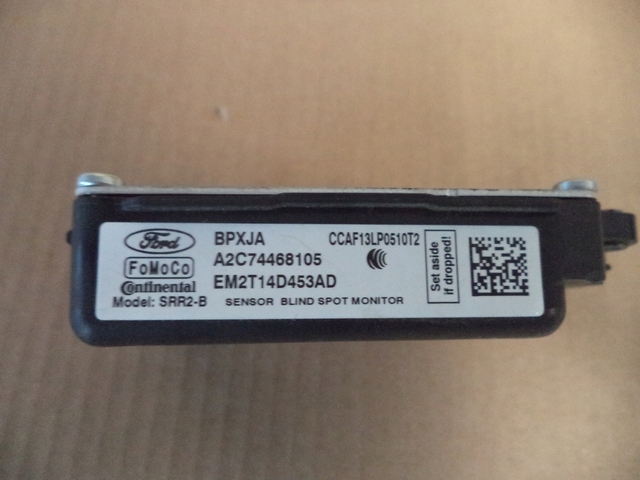 Ford
FoMoCo
Continental
Model: SRR2-B
BPXJA
A2C74468105
EM2T14D453AD
SENSOR BLIND SPOT MONITOR
CCAF13LP0510T2
Set aside
if dropped!